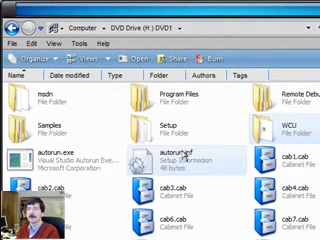 Computer ▸ DVD Drive (H:) DVD1 ▸
File Edit View Tools Help
Organize Views Open Share Burn
Name Date modified Type Folder Authors Tags
msdn
File Folder
Program Files
File Folder
Remote Debu
File Folder
Samples
File Folder
Setup
File Folder
WCU
File Folder
autorun.exe
Visual Studio Autorun Exe...
Microsoft Corporation
autorun.inf
Setup Information
48 bytes
cab1.cab
Cabinet File
cab2.cab
cab3.cab
Cabinet File
cab4.cab
Cabinet File
cab6.cab
Cabinet File
cab7.cab
Cabinet File